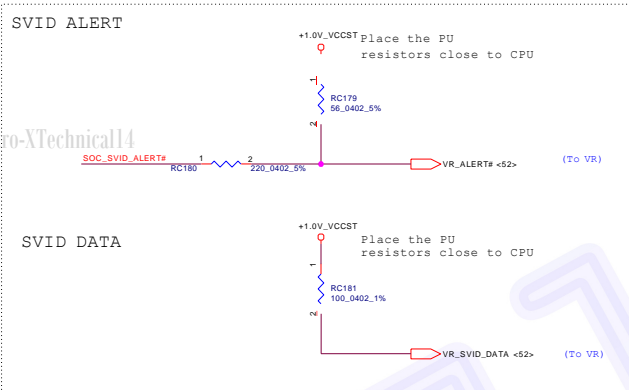 SVID ALERT
+1.0V_VCCST
Place the PU
resistors close to CPU
1
RC179
56_0402_5%
2
ro-XTechnical14
SOC_SVID_ALERT#
1
2
RC180
220_0402_5%
VR_ALERT# <52>
(To VR)
SVID DATA
+1.0V_VCCST
Place the PU
resistors close to CPU
1
RC181
100_0402_1%
2
VR_SVID_DATA <52>
(To VR)